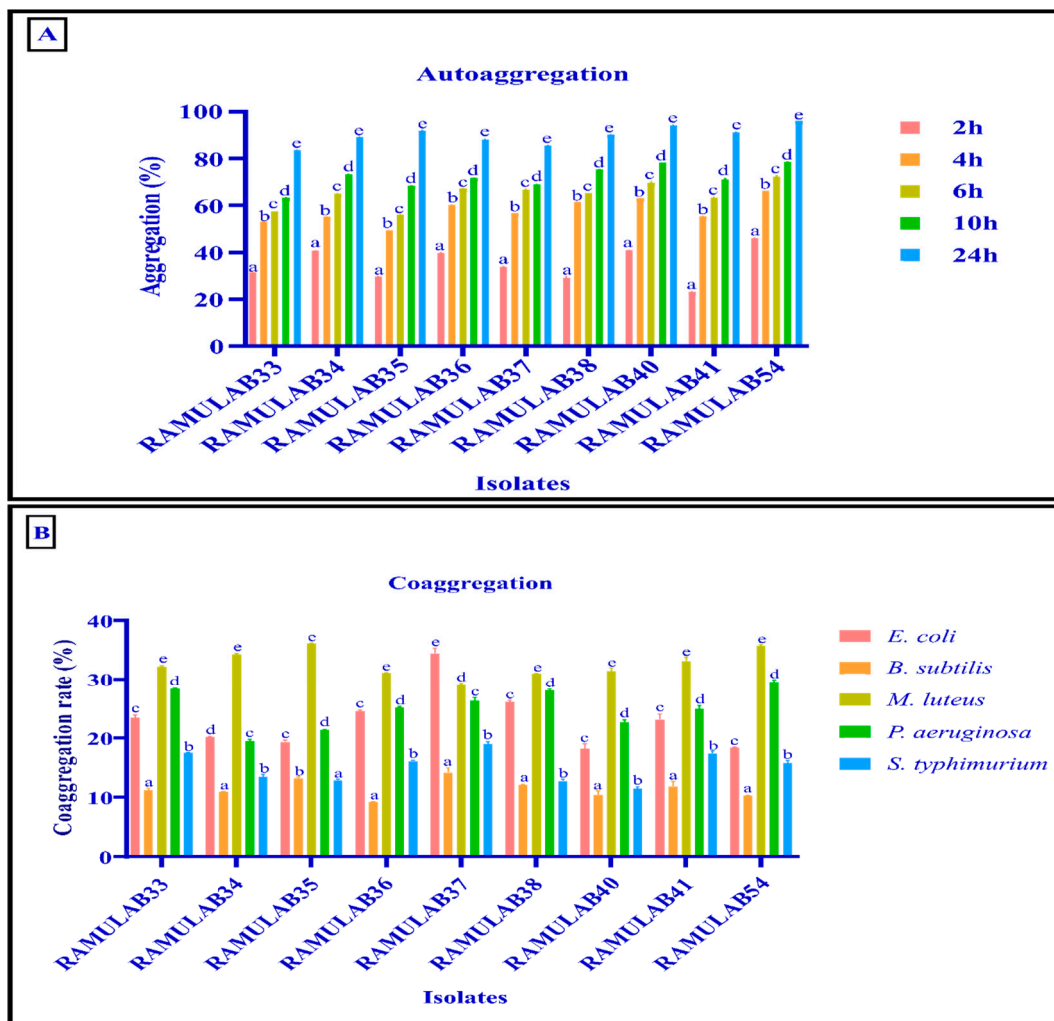 A
Autoaggregation
Aggregation (%)
100
80
60
40
20
0
a b c d e
a b c d e
a b c d e
a b c d e
a b c d e
a b c d e
a b c d e
a b c d e
a b c d e
RAMULAB33
RAMULAB34
RAMULAB35
RAMULAB36
RAMULAB37
RAMULAB38
RAMULAB40
RAMULAB41
RAMULAB54
Isolates
2h
4h
6h
10h
24h
B
Coaggregation
Coaggregation rate (%)
40
30
20
10
0
c a e d b
d a e c b
c b e d a
c a e d b
e a d c b
c a e d b
c a e d b
c a e d b
c a e d b
RAMULAB33
RAMULAB34
RAMULAB35
RAMULAB36
RAMULAB37
RAMULAB38
RAMULAB40
RAMULAB41
RAMULAB54
Isolates
E. coli
B. subtilis
M. luteus
P. aeruginosa
S. typhimurium